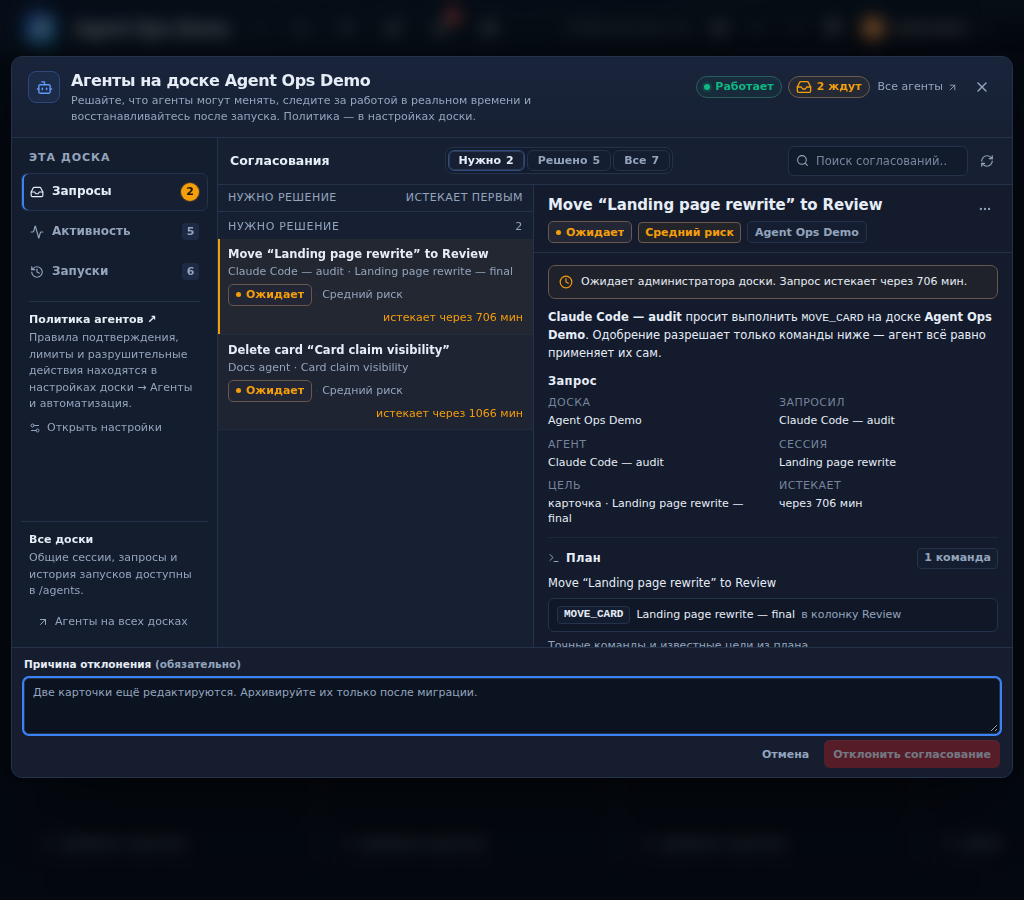 Агенты на доске Agent Ops Demo
Решайте, что агенты могут менять, следите за работой в реальном времени и
восстанавливайтесь после запуска. Политика — в настройках доски.
Работает
2 ждут
Все агенты ↗
ЭТА ДОСКА
Запросы 2
Активность 5
Запуски 6
Политика агентов ↗
Правила подтверждения,
лимиты и разрушительные
действия находятся в
настройках доски → Агенты
и автоматизация.
Открыть настройки
Все доски
Общие сессии, запросы и
история запусков доступны
в /agents.
Агенты на всех досках
Согласования
Нужно 2
Решено 5
Все 7
Поиск согласований..
НУЖНО РЕШЕНИЕ
ИСТЕКАЕТ ПЕРВЫМ
НУЖНО РЕШЕНИЕ
2
Move “Landing page rewrite” to Review
Claude Code — audit · Landing page rewrite — final
Ожидает
Средний риск
истекает через 706 мин
Delete card “Card claim visibility”
Docs agent · Card claim visibility
Ожидает
Средний риск
истекает через 1066 мин
Move “Landing page rewrite” to Review
Ожидает
Средний риск
Agent Ops Demo
Ожидает администратора доски. Запрос истекает через 706 мин.
Claude Code — audit просит выполнить MOVE_CARD на доске Agent Ops
Demo. Одобрение разрешает только команды ниже — агент всё равно
применяет их сам.
Запрос
ДОСКА
Agent Ops Demo
ЗАПРОСИЛ
Claude Code — audit
АГЕНТ
Claude Code — audit
СЕССИЯ
Landing page rewrite
ЦЕЛЬ
карточка · Landing page rewrite —
final
ИСТЕКАЕТ
через 706 мин
План
1 команда
Move “Landing page rewrite” to Review
MOVE_CARD Landing page rewrite — final в колонку Review
Точные команды и известные цели из плана
Причина отклонения (обязательно)
Две карточки ещё редактируются. Архивируйте их только после миграции.
Отмена
Отклонить согласование